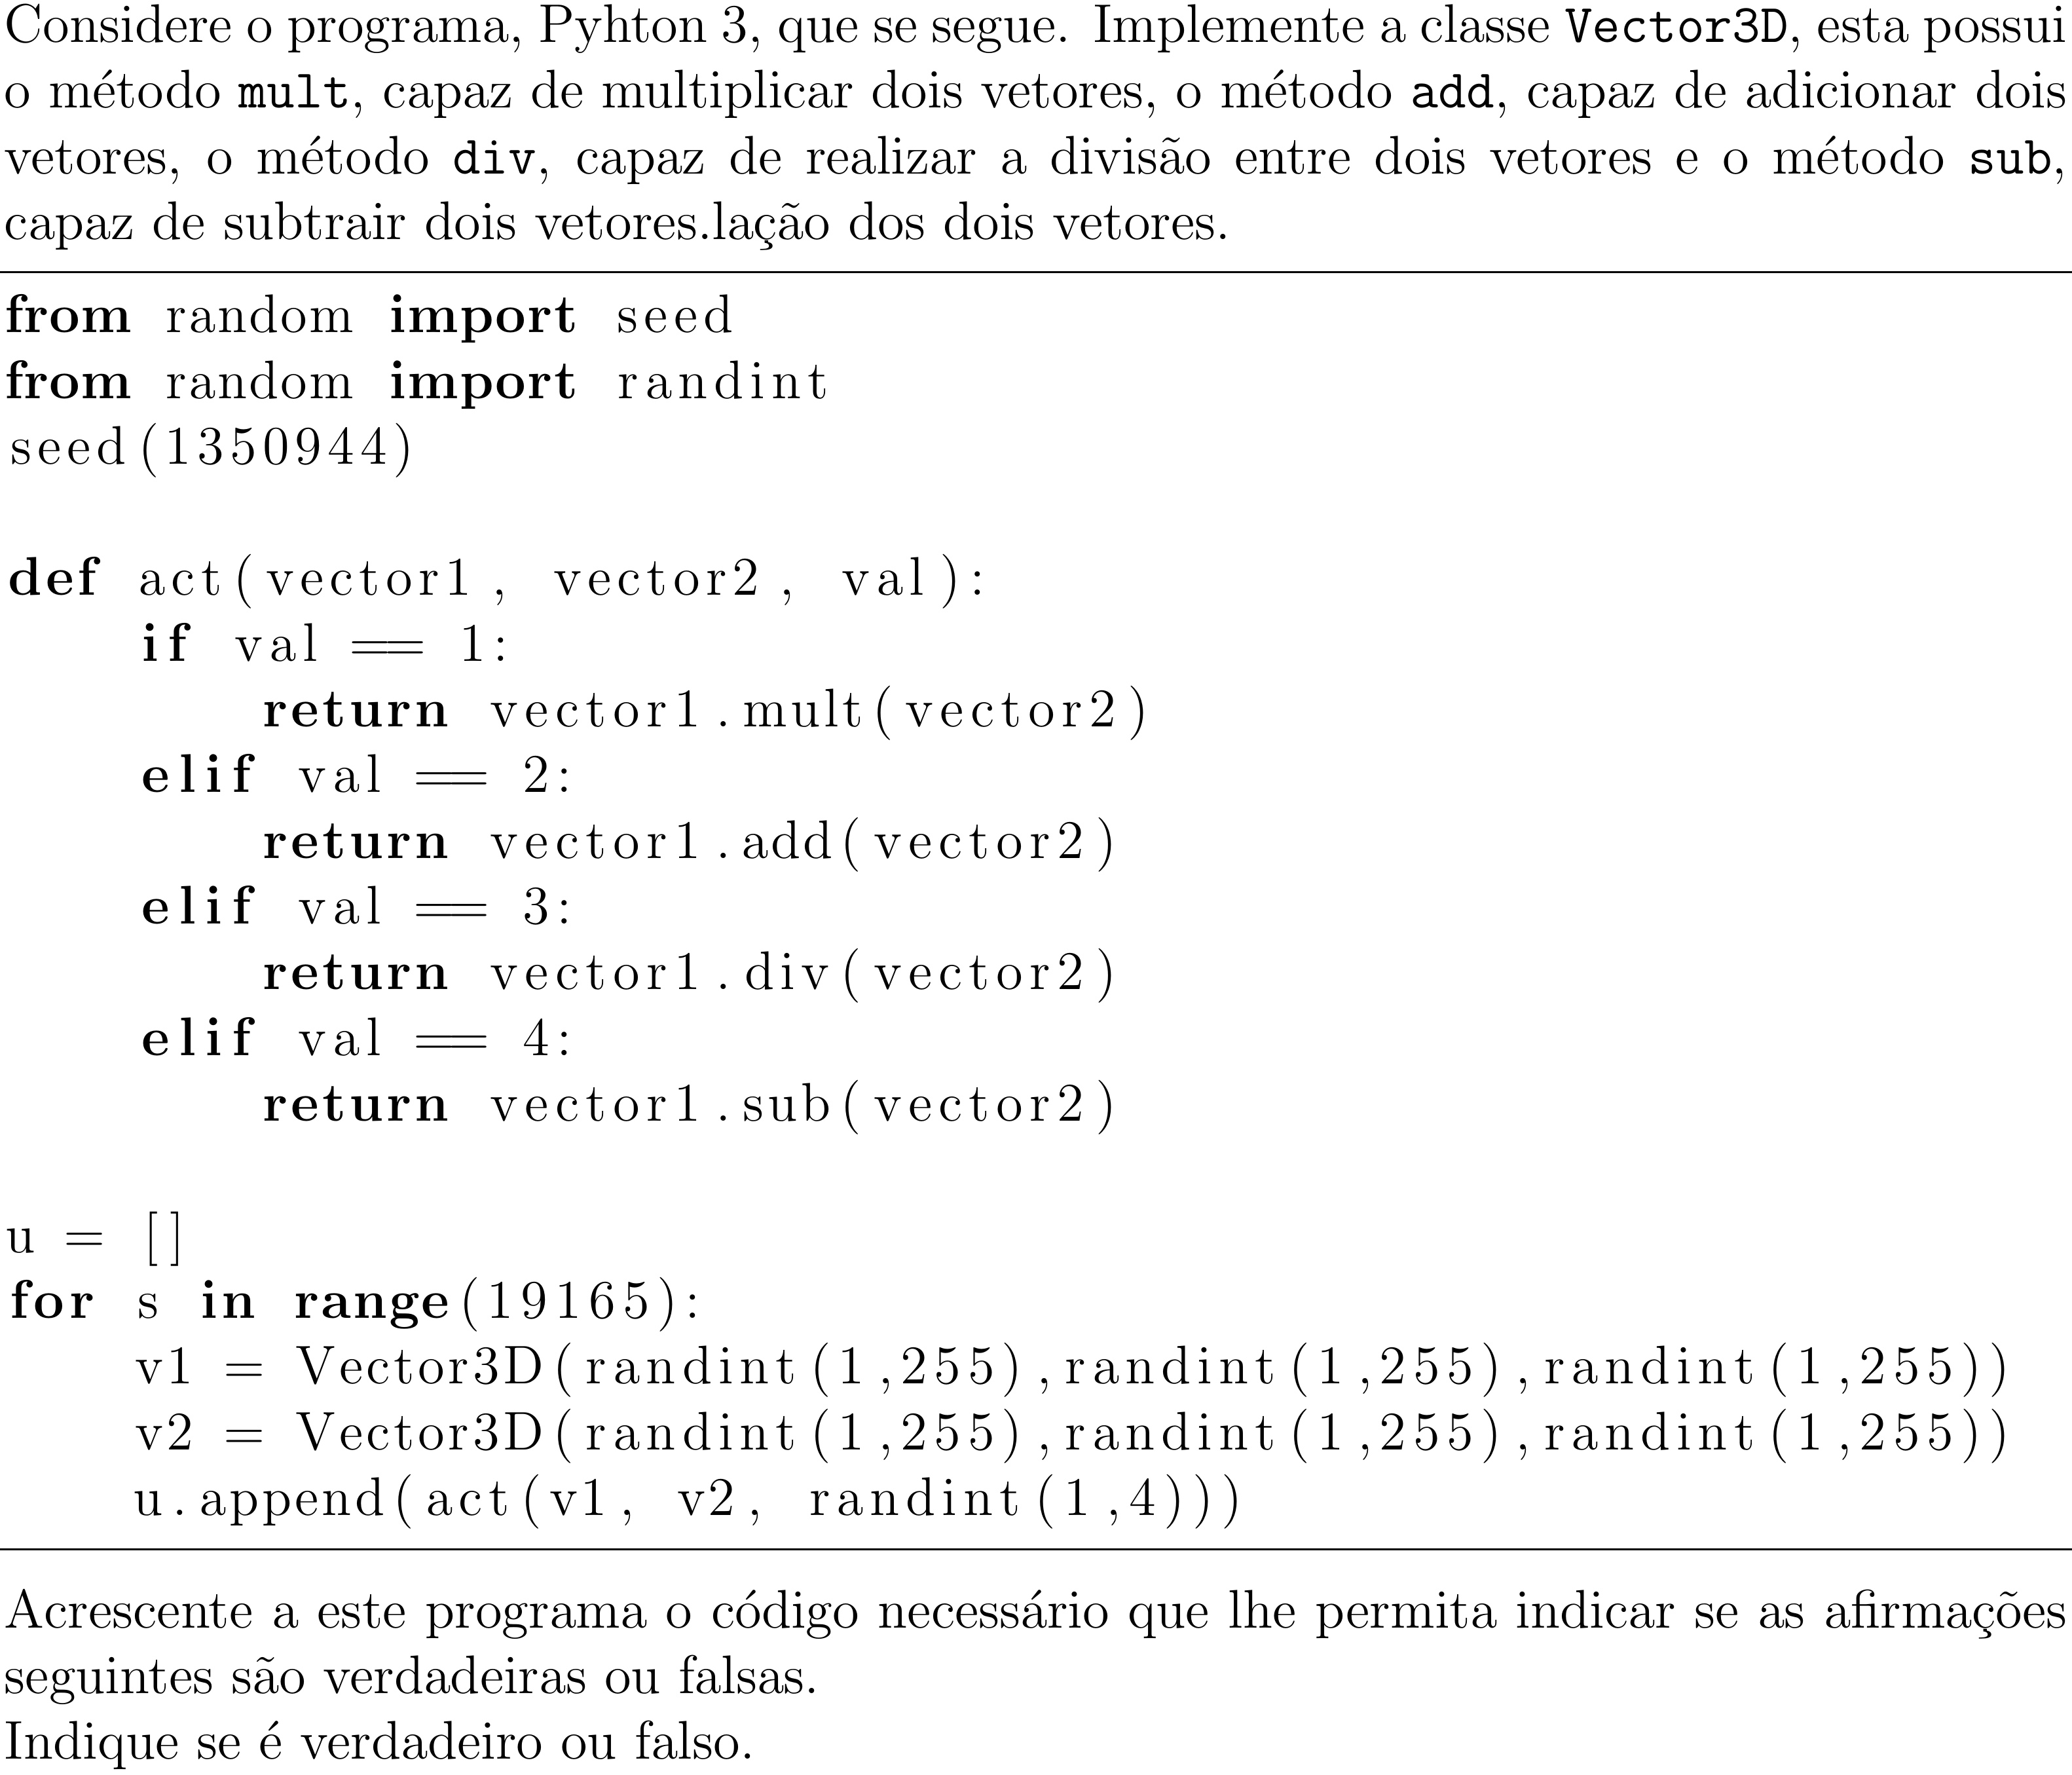 Considere o programa, Pyhton 3, que se segue. Implemente a classe Vector3D, esta possui
o método mult, capaz de multiplicar dois vetores, o método add, capaz de adicionar dois
vetores, o método div, capaz de realizar a divisão entre dois vetores e o método sub,
capaz de subtrair dois vetores.lação dos dois vetores.
from random import seed
from random import randint
seed(1350944)
def act(vector1, vector2, val):
if val == 1:
return vector1.mult(vector2)
elif val == 2:
return vector1.add(vector2)
elif val == 3:
return vector1.div(vector2)
elif val == 4:
return vector1.sub(vector2)
u = []
for s in range(19165):
v1 = Vector3D(randint(1,255),randint(1,255),randint(1,255))
v2 = Vector3D(randint(1,255),randint(1,255),randint(1,255))
u.append(act(v1, v2, randint(1,4)))
Acrescente a este programa o código necessário que lhe permita indicar se as afirmações
seguintes são verdadeiras ou falsas.
Indique se é verdadeiro ou falso.